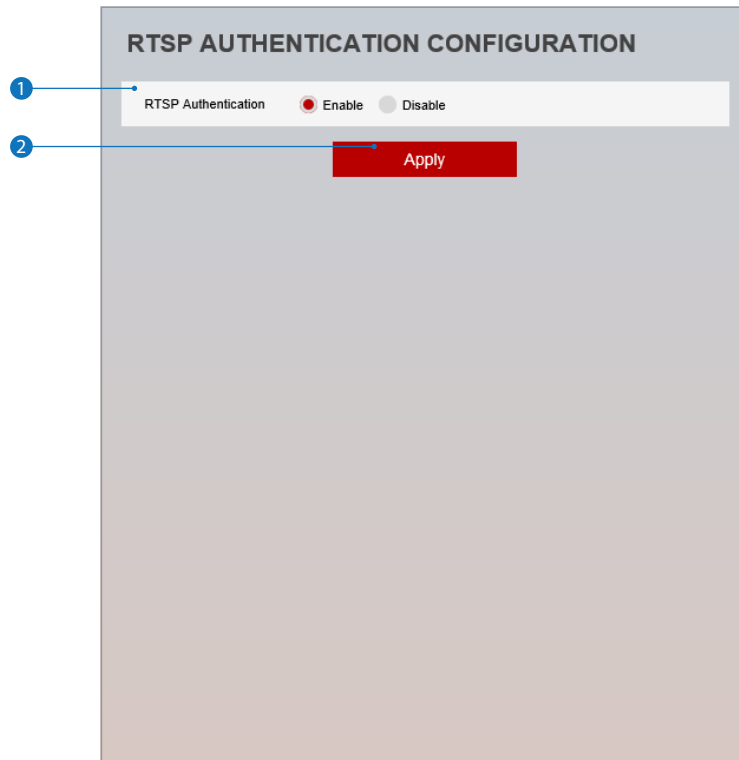 RTSP AUTHENTICATION CONFIGURATION
1
RTSP Authentication Enable Disable
2
Apply